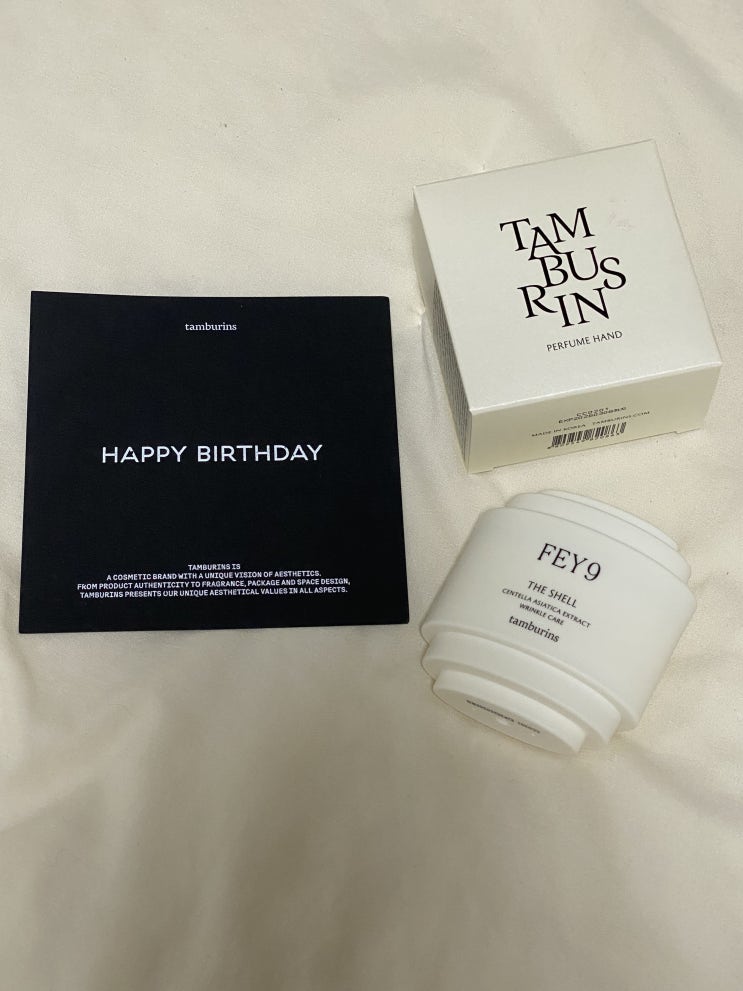 tamburins
HAPPY BIRTHDAY
TAMBURINS IS
A COSMETIC BRAND WITH A UNIQUE VISION OF AESTHETICS.
FROM PRODUCT AUTHENTICITY TO FRAGRANCE, PACKAGE AND SPACE DESIGN,
TAMBURINS PRESENTS OUR UNIQUE AESTHETICAL VALUES IN ALL ASPECTS.
TAM
BUS
RIN
PERFUME HAND
MADE IN KOREA TAMBURINS.COM
FEY9
THE SHELL
CENTELLA ASIATICA EXTRACT
WRINKLE CARE
tamburins